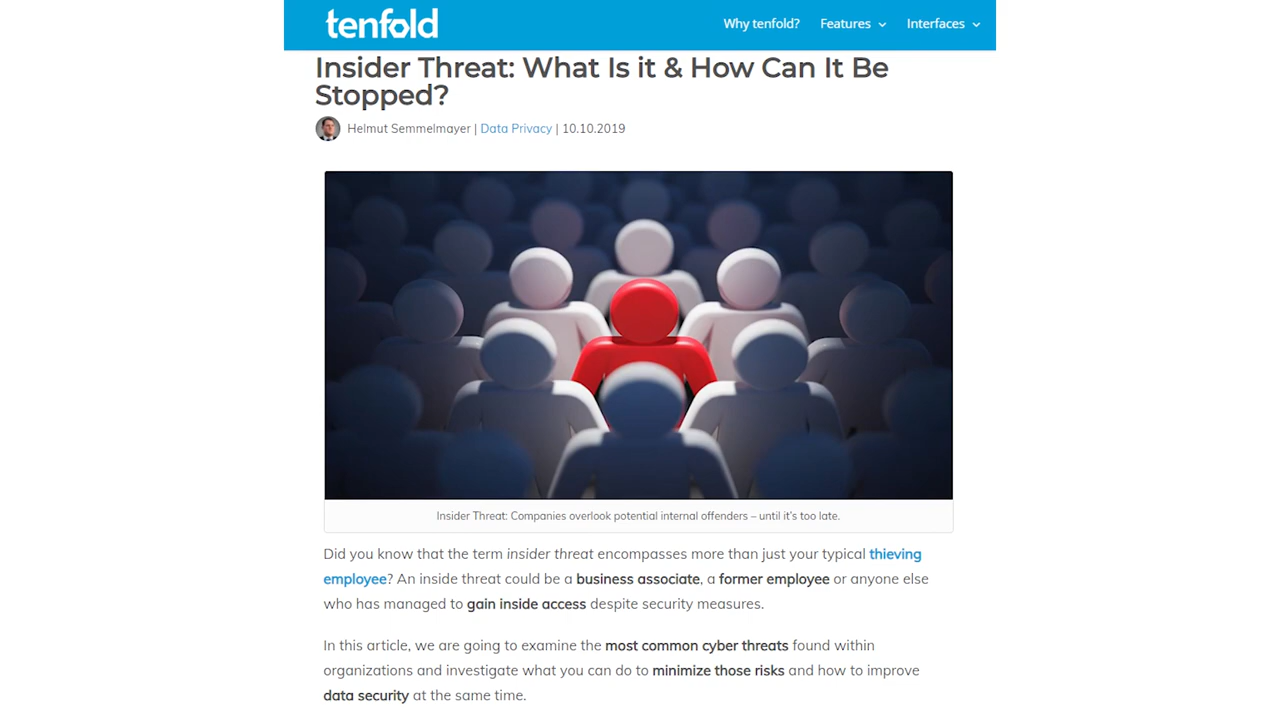 tenfold
Why tenfold? Features Interfaces
Insider Threat: What Is it & How Can It Be
Stopped?
Helmut Semmelmayer | Data Privacy | 10.10.2019
Insider Threat: Companies overlook potential internal offenders – until it's too late.
Did you know that the term insider threat encompasses more than just your typical thieving
employee? An inside threat could be a business associate, a former employee or anyone else
who has managed to gain inside access despite security measures.
In this article, we are going to examine the most common cyber threats found within
organizations and investigate what you can do to minimize those risks and how to improve
data security at the same time.